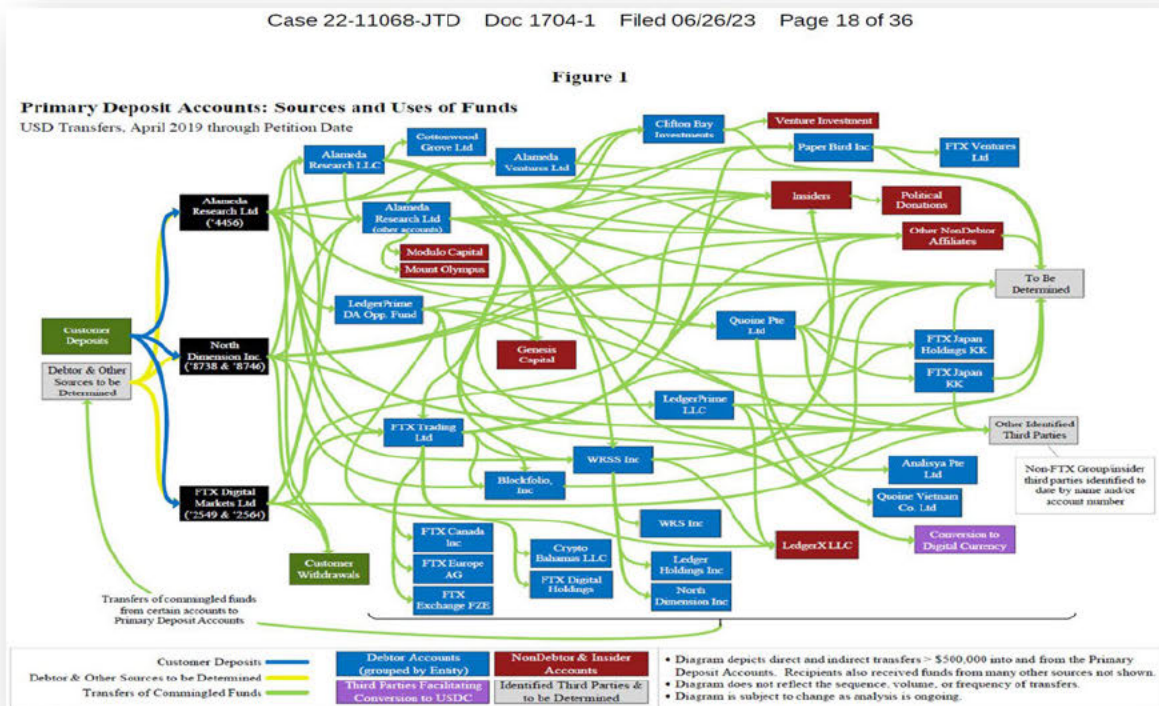 Case 22-11068-JTD Doc 1704-1 Filed 06/26/23 Page 18 of 36
Figure 1
Primary Deposit Accounts: Sources and Uses of Funds
USD Transfers, April 2019 through Petition Date
Clifton Bay
Investments
Venture Investment
Cottonwood
Grove Ltd
Alameda
Research LLC
Alameda
Ventures Ltd
Paper Bird Inc
FTX Ventures
Ltd
Alameda
Research Ltd
(*4456)
Alameda
Research Ltd
(other accounts)
Insiders
Political
Donations
Other NonDebtor
Affiliates
Modulo Capital
Mount Olympus
To Be
Determined
LedgerPrime
DA Opp. Fund
Quoine Pte
Ltd
Customer
Deposits
North
Dimension Inc.
(*8738 & *8746)
Genesis
Capital
FTX Japan
Holdings KK
FTX Japan
KK
Debtor & Other
Sources to be
Determined
LedgerPrime
LLC
FTX Trading
Ltd
Other Identified
Third Parties
WRSS Inc
Blockfolio,
Inc
Analisya Pte
Ltd
Non-FTX Group/insider
third parties identified to
date by name and/or
account number
FTX Digital
Markets Ltd
(*2549 & *2564)
Quoine Vietnam
Co. Ltd
WRS Inc
FTX Canada
Inc
Crypto
Bahamas LLC
LedgerX LLC
Conversion to
Digital Currency
Customer
Withdrawals
FTX Europe
AG
FTX Digital
Holdings
Ledger
Holdings Inc
FTX
Exchange FZE
North
Dimension Inc
Transfers of commingled funds
from certain accounts to
Primary Deposit Accounts
Customer Deposits
Debtor & Other Sources to be Determined
Transfers of Commingled Funds
Debtor Accounts
(grouped by Entity)
NonDebtor & Insider
Accounts
Third Parties Facilitating
Conversion to USDC
Identified Third Parties &
to be Determined
• Diagram depicts direct and indirect transfers > $500,000 into and from the Primary
Deposit Accounts. Recipients also received funds from many other sources not shown.
• Diagram does not reflect the sequence, volume, or frequency of transfers.
• Diagram is subject to change as analysis is ongoing.